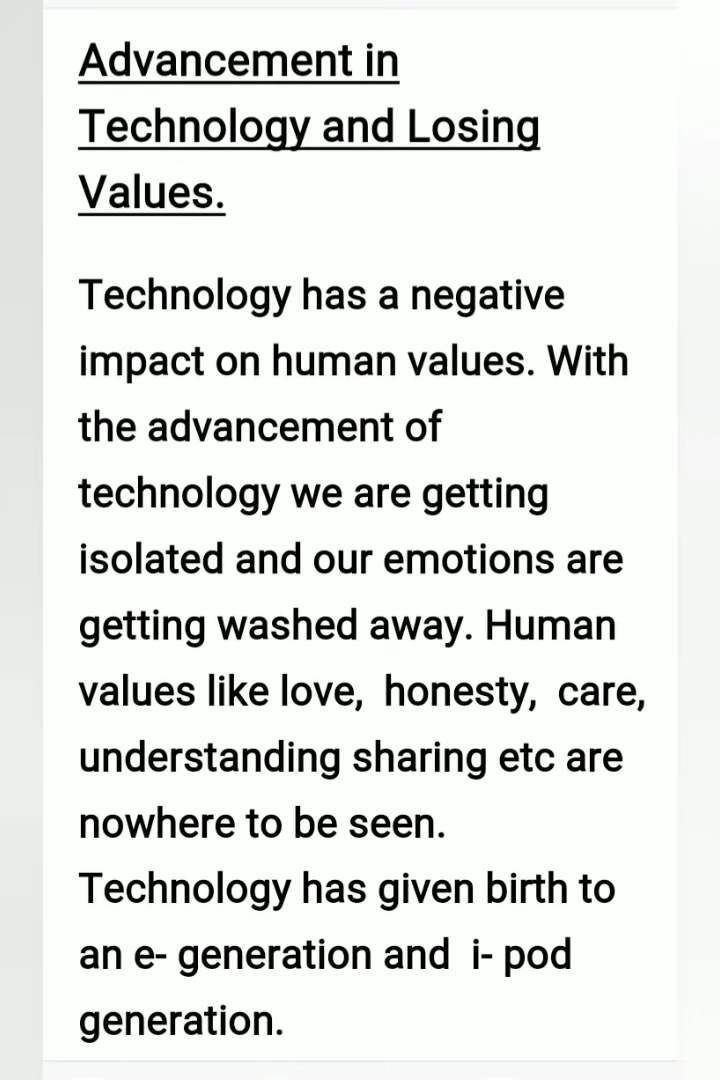 Advancement in
Technology and Losing
Values.
Technology has a negative
impact on human values. With
the advancement of
technology we are getting
isolated and our emotions are
getting washed away. Human
values like love,  honesty,  care,
understanding sharing etc are
nowhere to be seen.
Technology has given birth to
an e- generation and  i- pod
generation.